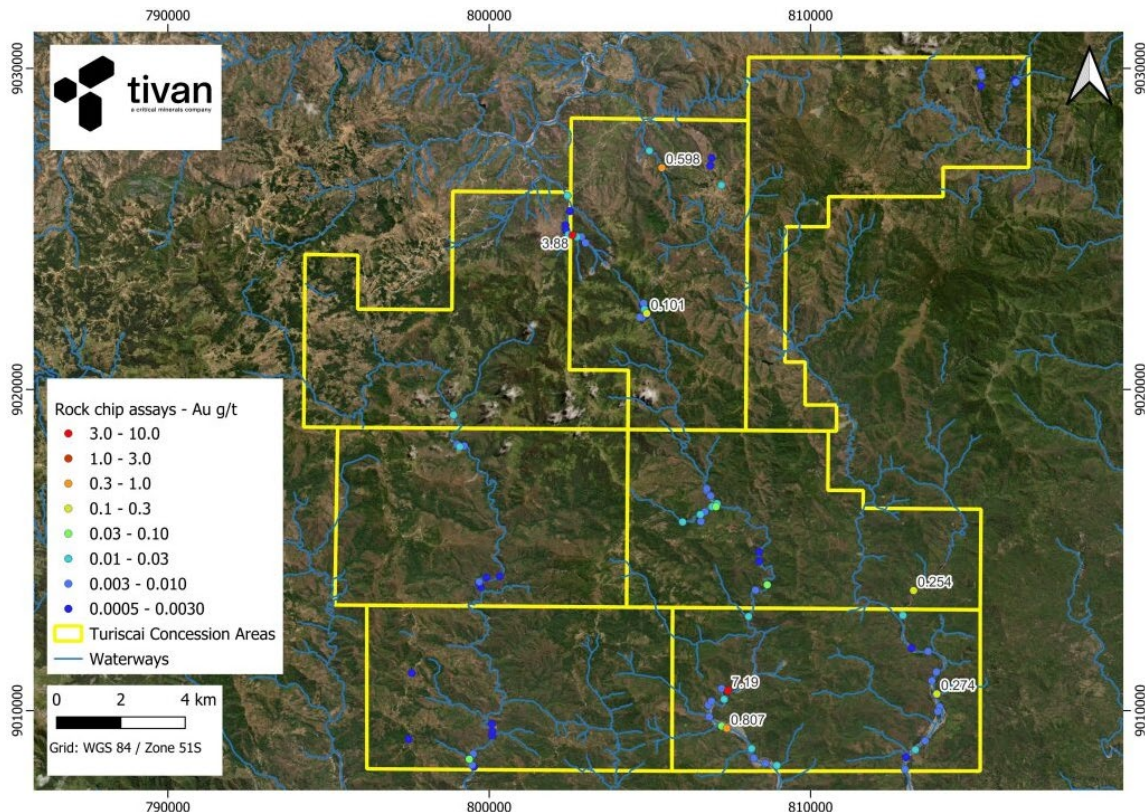 790000
800000
810000
9030000
9030000
tivan
a critical minerals company
0.598
3.88
0.101
9020000
9020000
Rock chip assays - Au g/t
3.0 - 10.0
1.0 - 3.0
0.3 - 1.0
0.1 - 0.3
0.03 - 0.10
0.01 - 0.03
0.003 - 0.010
0.0005 - 0.0030
Turiscai Concession Areas
Waterways
0.254
7.19
0.274
0.807
0 2 4 km
Grid: WGS 84 / Zone 51S
9010000
9010000
790000
800000
810000